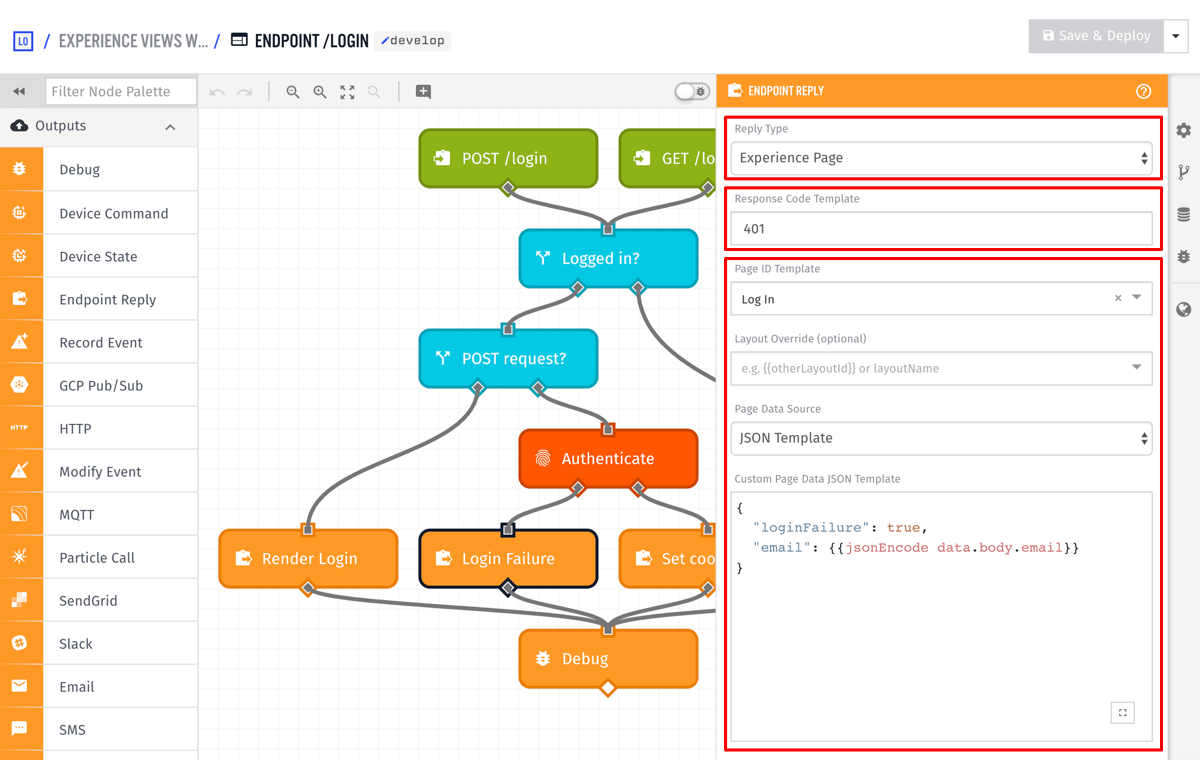 LO / EXPERIENCE VIEWS W... / ENDPOINT /LOGIN develop
Save & Deploy
Filter Node Palette
Outputs
Debug
Device Command
Device State
Endpoint Reply
Record Event
GCP Pub/Sub
HTTP
HTTP
Modify Event
MQTT
Particle Call
SendGrid
Slack
Email
SMS
POST /login
GET /lo
Logged in?
POST request?
Authenticate
Render Login
Login Failure
Set coo
Debug
ENDPOINT REPLY
Reply Type
Experience Page
Response Code Template
401
Page ID Template
Log In
Layout Override (optional)
e.g. {{otherLayoutId}} or layoutName
Page Data Source
JSON Template
Custom Page Data JSON Template
{
"loginFailure": true,
"email": {{jsonEncode data.body.email}}
}